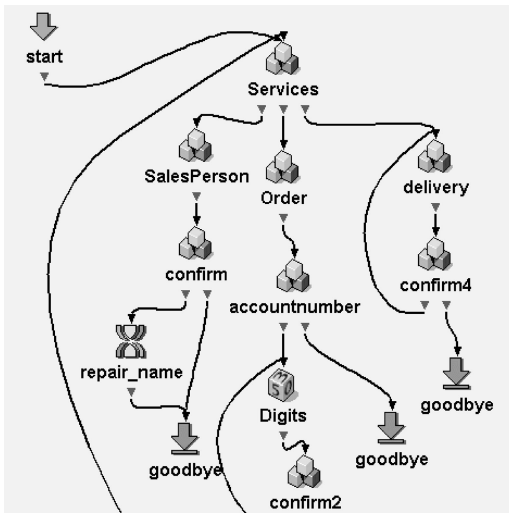 start
Services
SalesPerson
Order
delivery
confirm
accountnumber
confirm4
repair_name
Digits
goodbye
goodbye
goodbye
confirm2